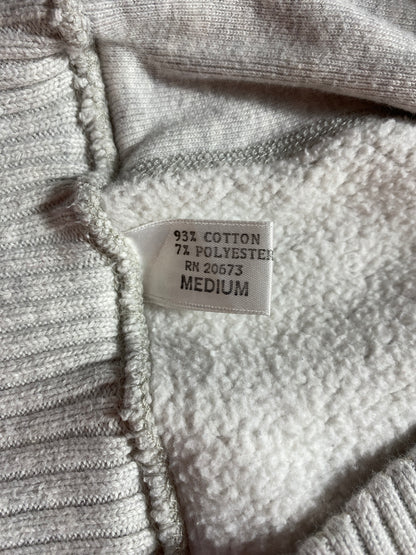 93% COTTON
7% POLYESTER
RN 20673
MEDIUM